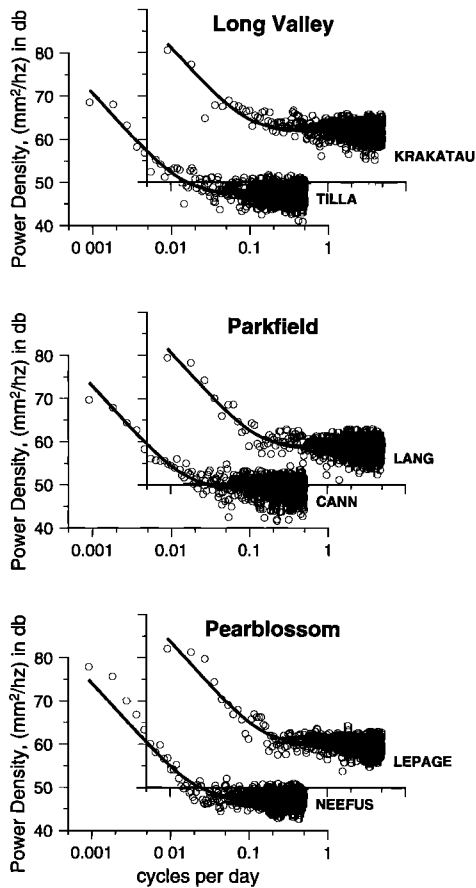 Long Valley
Power Density, (mm²/hz) in db
80
70
60
50
40
KRAKATAU
TILLA
0 001
0.01
0.1
1
Parkfield
Power Density, (mm²/hz) in db
80
70
60
50
40
LANG
CANN
0.001
0 01
0.1
1
Pearblossom
Power Density, (mm²/hz) in db
80
70
60
50
40
LEPAGE
NEEFUS
0.001
0 01
0.1
1
cycles per day